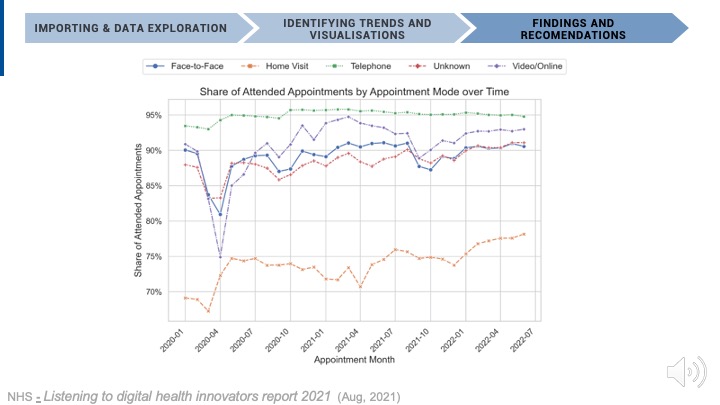 IMPORTING & DATA EXPLORATION
IDENTIFYING TRENDS AND
VISUALISATIONS
FINDINGS AND
RECOMENDATIONS
Face-to-Face
Home Visit
Telephone
Unknown
Video/Online
Share of Attended Appointments by Appointment Mode over Time
Share of Attended Appointments
95%
90%
85%
80%
75%
70%
2020-01
2020-04
2020-07
2020-10
2021-01
2021-04
2021-07
2021-10
2022-01
2022-04
2022-07
Appointment Month
NHS - Listening to digital health innovators report 2021 (Aug, 2021)